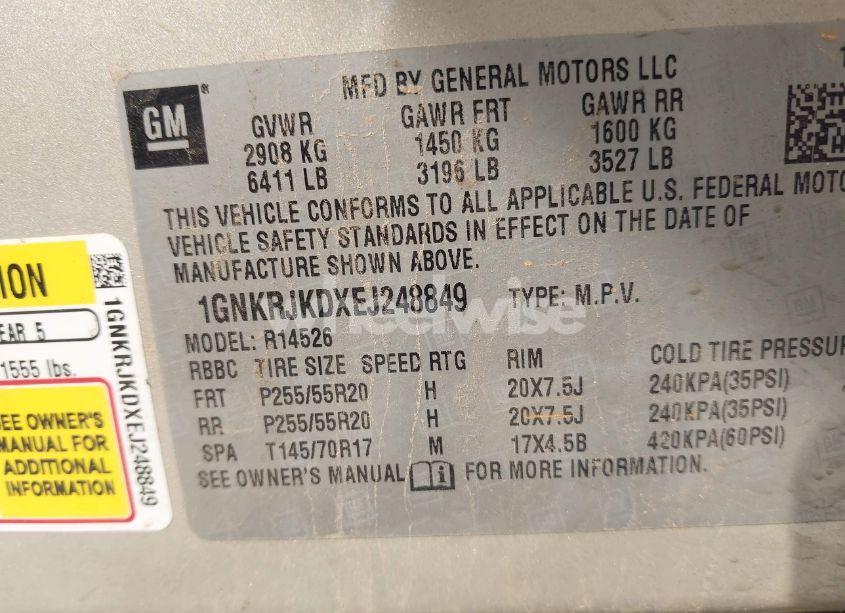 GM
MFD BY GENERAL MOTORS LLC
GVWR GAWR FRT GAWR RR
2908 KG 1450 KG 1600 KG
6411 LB 3196 LB 3527 LB
THIS VEHICLE CONFORMS TO ALL APPLICABLE U.S. FEDERAL MOTO
VEHICLE SAFETY STANDARDS IN EFFECT ON THE DATE OF
MANUFACTURE SHOWN ABOVE.
1GNKRJKDXEJ248849 TYPE: M.P.V.
MODEL: R14526
RBBC TIRE SIZE SPEED RTG RIM COLD TIRE PRESSUR
FRT P255/55R20 H 20X7.5J 240KPA(35PSI)
RR P255/55R20 H 20X7.5J 240KPA(35PSI)
SPA T145/70R17 M 17X4.5B 420KPA(60PSI)
SEE OWNER'S MANUAL FOR MORE INFORMATION.
ION
EAR 5
1555 lbs.
SEE OWNER'S
MANUAL FOR
ADDITIONAL
INFORMATION
1GNKRJKDXEJ248849
wheelwise